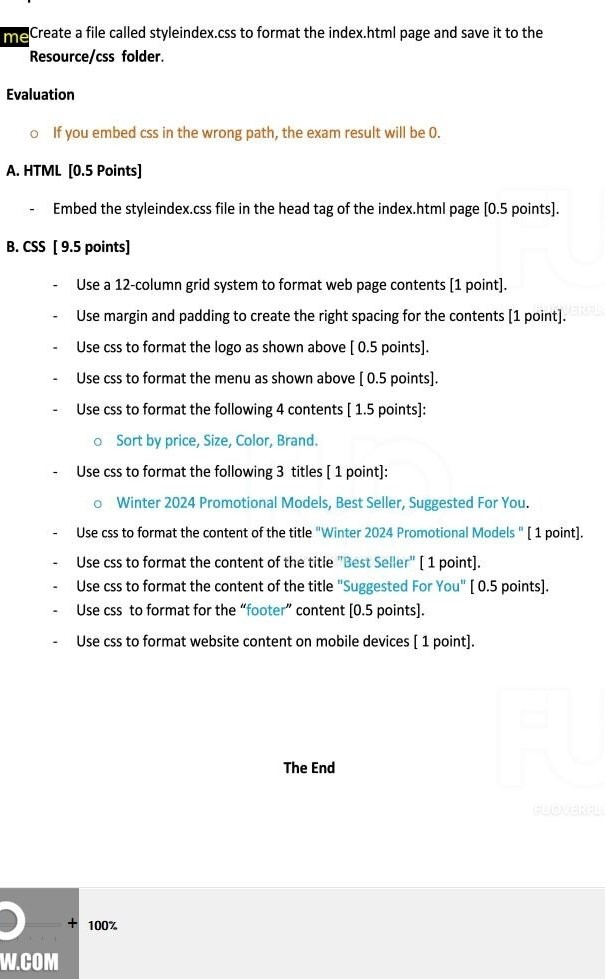 me Create a file called styleindex.css to format the index.html page and save it to the
Resource/css folder.
Evaluation
o If you embed css in the wrong path, the exam result will be 0.
A. HTML [0.5 Points]
- Embed the styleindex.css file in the head tag of the index.html page [0.5 points].
B. CSS [ 9.5 points]
- Use a 12-column grid system to format web page contents [1 point].
- Use margin and padding to create the right spacing for the contents [1 point].
- Use css to format the logo as shown above [ 0.5 points].
- Use css to format the menu as shown above [ 0.5 points].
- Use css to format the following 4 contents [ 1.5 points]:
o Sort by price, Size, Color, Brand.
- Use css to format the following 3 titles [ 1 point]:
o Winter 2024 Promotional Models, Best Seller, Suggested For You.
- Use css to format the content of the title "Winter 2024 Promotional Models " [ 1 point].
- Use css to format the content of the title "Best Seller" [ 1 point].
- Use css to format the content of the title "Suggested For You" [ 0.5 points].
- Use css to format for the “footer” content [0.5 points].
- Use css to format website content on mobile devices [ 1 point].
The End
FUOVERFL
+ 100%
W.COM